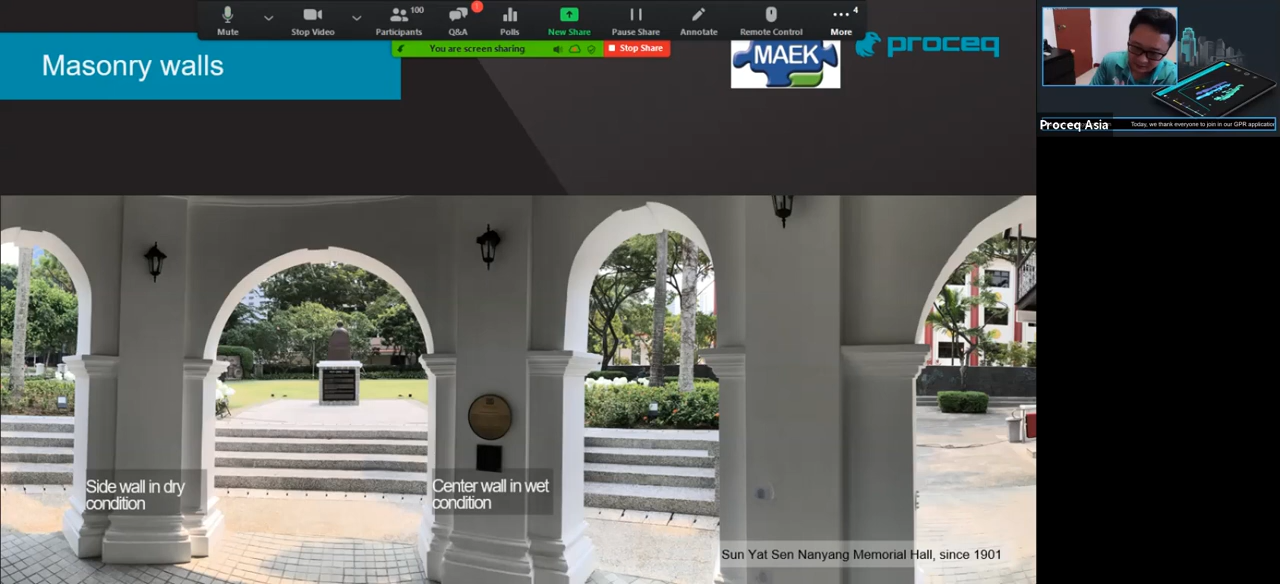 Mute
Stop Video
Participants
100
Q&A
Polls
New Share
Pause Share
Annotate
Remote Control
More
4
You are screen sharing
Stop Share
Masonry walls
MAEK
proceq
Proceq Asia
Today, we thank everyone to join in our GPR application
Side wall in dry
condition
Center wall in wet
condition
Sun Yat Sen Nanyang Memorial Hall, since 1901